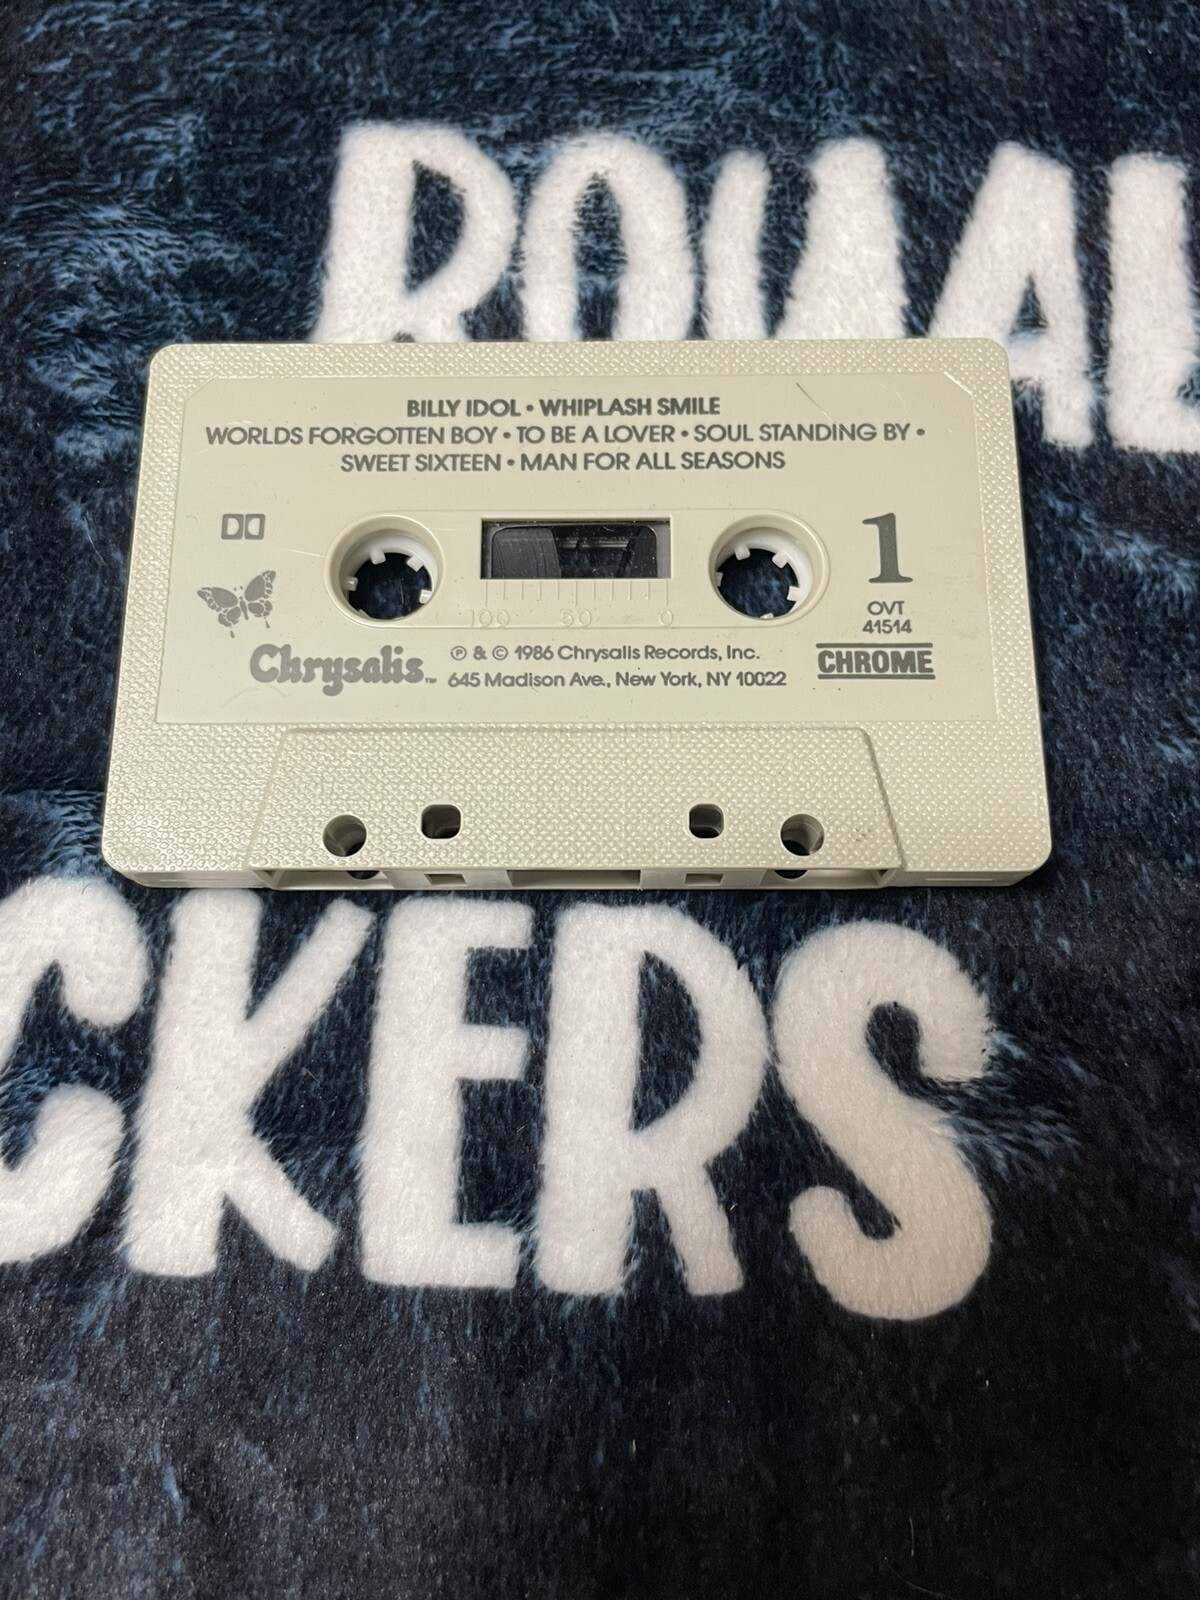 ROYAL
BILLY IDOL • WHIPLASH SMILE
WORLDS FORGOTTEN BOY • TO BE A LOVER • SOUL STANDING BY •
SWEET SIXTEEN • MAN FOR ALL SEASONS
1
100 50 0
OVT
41514
Chrysalis™ ℗ & © 1986 Chrysalis Records, Inc.
645 Madison Ave., New York, NY 10022
CHROME
CKERS